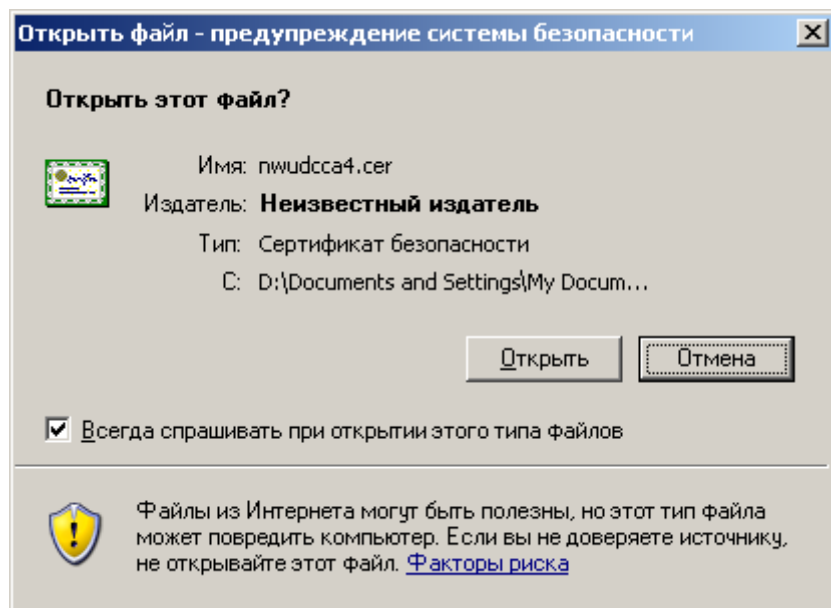 Открыть файл - предупреждение системы безопасности
Открыть этот файл?
Имя: nwudcca4.cer
Издатель: Неизвестный издатель
Тип: Сертификат безопасности
С: D:\Documents and Settings\My Docum...
Открыть Отмена
Всегда спрашивать при открытии этого типа файлов
Файлы из Интернета могут быть полезны, но этот тип файла
может повредить компьютер. Если вы не доверяете источнику,
не открывайте этот файл. Факторы риска